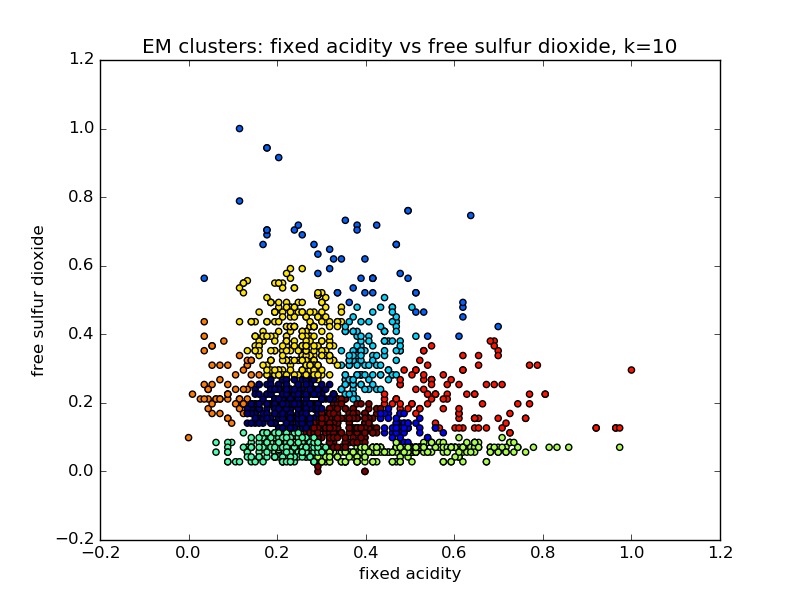 EM clusters: fixed acidity vs free sulfur dioxide, k=10
1.2
1.0
0.8
0.6
0.4
0.2
0.0
−0.2
free sulfur dioxide
−0.2 0.0 0.2 0.4 0.6 0.8 1.0 1.2
fixed acidity